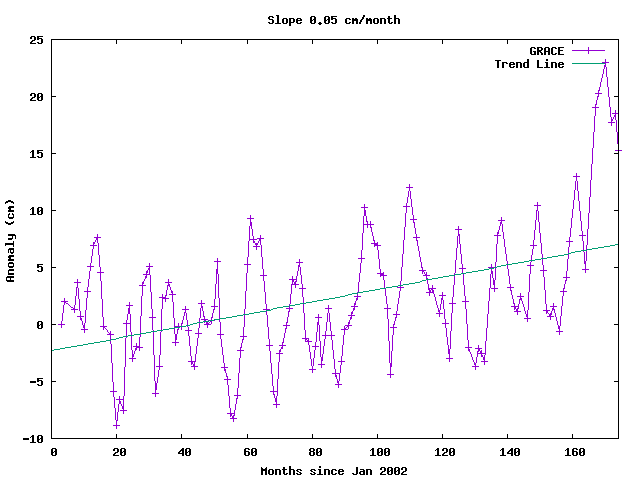 Slope 0.05 cm/month
25
20
15
10
5
0
-5
-10
Anomaly (cm)
GRACE
Trend Line
0 20 40 60 80 100 120 140 160
Months since Jan 2002